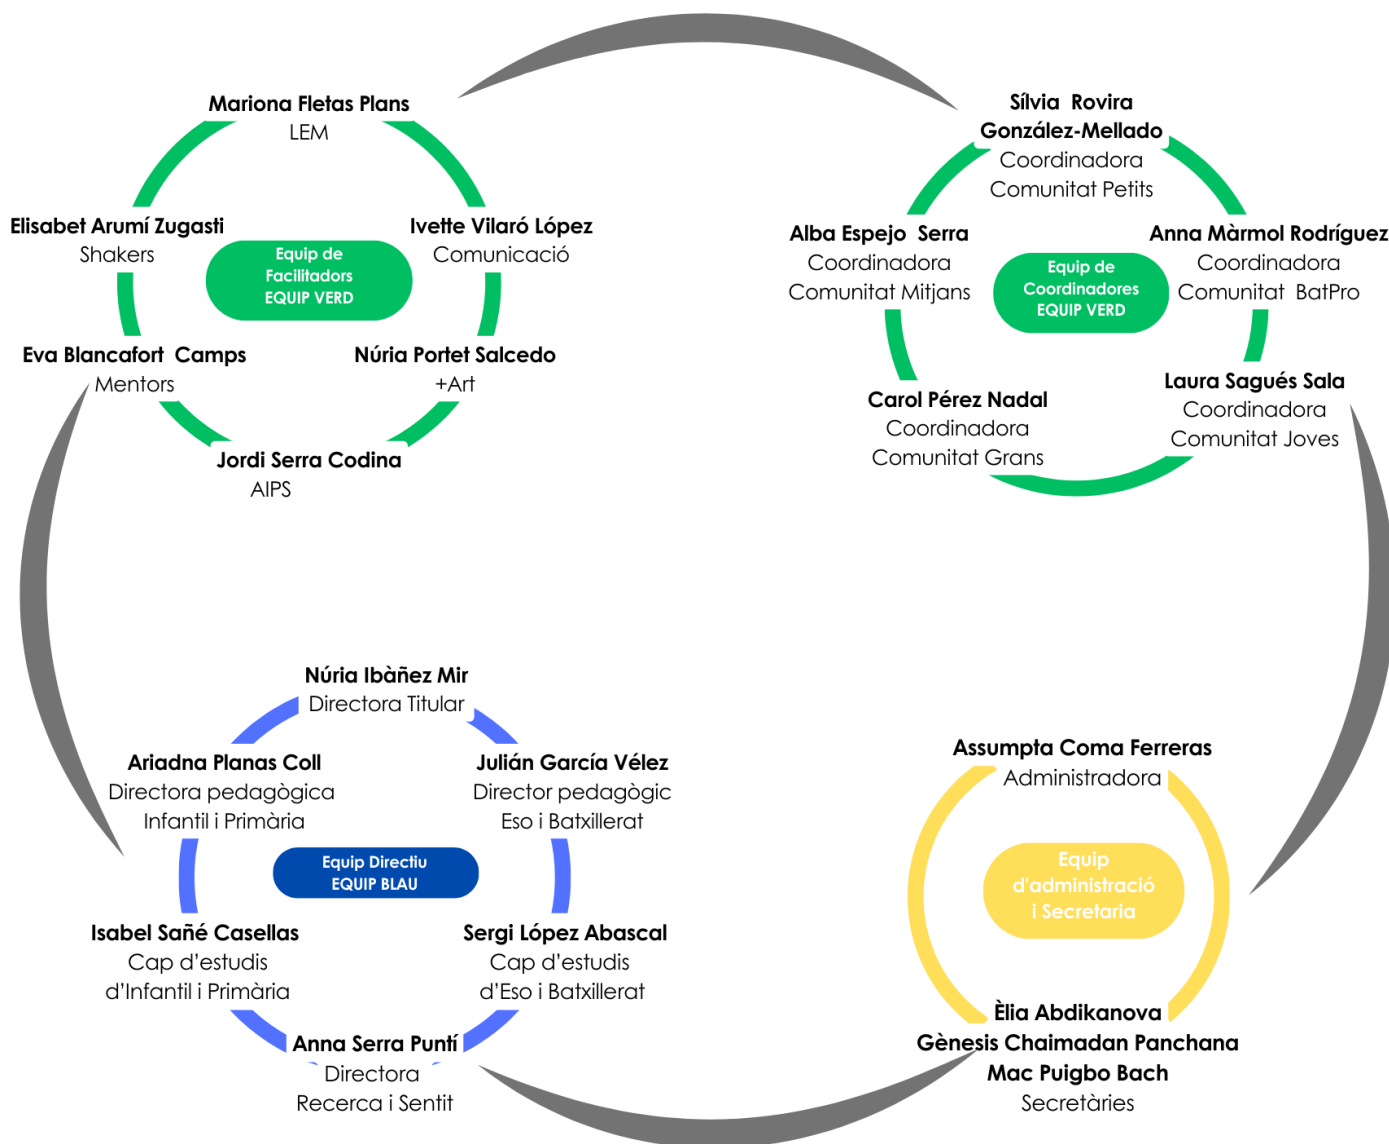 Mariona Fletas Plans
LEM
Elisabet Arumí Zugasti
Shakers
Ivette Vilaró López
Comunicació
Equip de
Facilitadors
EQUIP VERD
Eva Blancafort Camps
Mentors
Núria Portet Salcedo
+Art
Jordi Serra Codina
AIPS
Sílvia Rovira
González-Mellado
Coordinadora
Comunitat Petits
Alba Espejo Serra
Coordinadora
Comunitat Mitjans
Anna Màrmol Rodríguez
Coordinadora
Comunitat BatPro
Equip de
Coordinadores
EQUIP VERD
Carol Pérez Nadal
Coordinadora
Comunitat Grans
Laura Sagués Sala
Coordinadora
Comunitat Joves
Núria Ibàñez Mir
Directora Titular
Ariadna Planas Coll
Directora pedagògica
Infantil i Primària
Julián García Vélez
Director pedagògic
Eso i Batxillerat
Equip Directiu
EQUIP BLAU
Isabel Sañé Casellas
Cap d'estudis
d'Infantil i Primària
Sergi López Abascal
Cap d'estudis
d'Eso i Batxillerat
Anna Serra Puntí
Directora
Recerca i Sentit
Assumpta Coma Ferreras
Administradora
Equip
d'administració
i Secretaria
Èlia Abdikanova
Gènesis Chaimadan Panchana
Mac Puigbo Bach
Secretàries